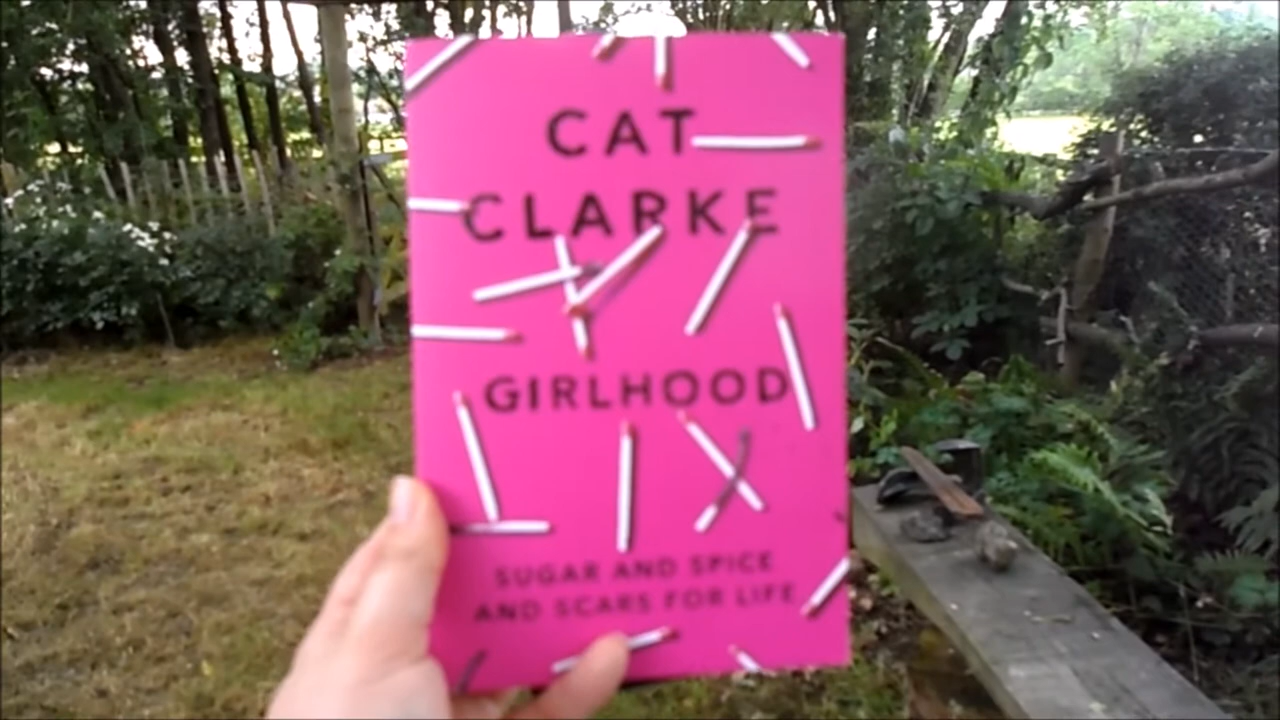 CAT
CLARKE
GIRLHOOD
SUGAR AND SPICE
AND SCARS FOR LIFE